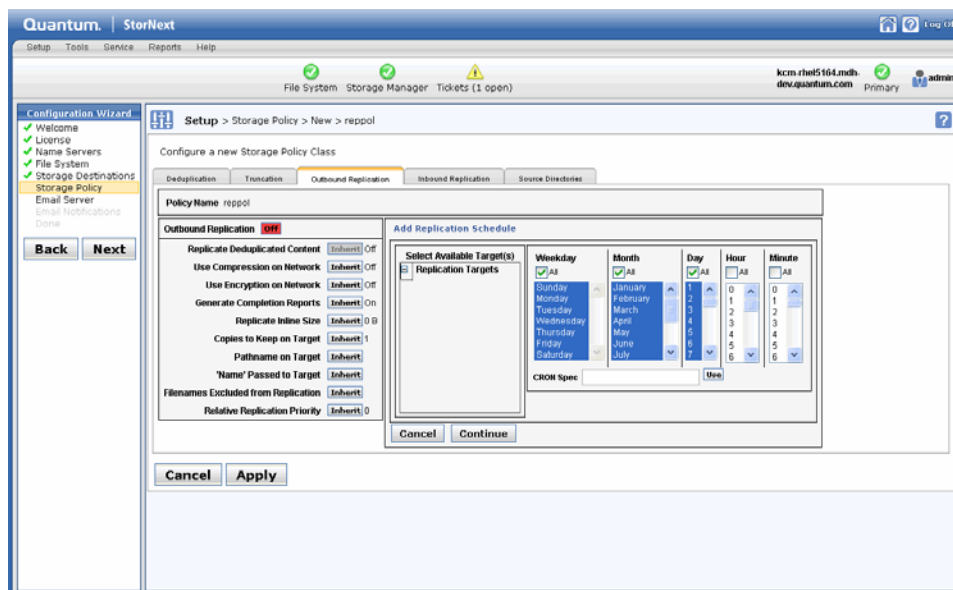 Quantum. | StorNext
Log Of
Setup Tools Service Reports Help
File System Storage Manager Tickets (1 open)
kcm-rhel5164.mdh-
dev.quantum.com
Primary
admin
Configuration Wizard
Welcome
License
Name Servers
File System
Storage Destinations
Storage Policy
Email Server
Email Notifications
Done
Back Next
Setup > Storage Policy > New > reppol
?
Configure a new Storage Policy Class
Deduplication Truncation Outbound Replication Inbound Replication Source Directories
Policy Name reppol
Outbound Replication Off
Replicate Deduplicated Content Inherit Off
Use Compression on Network Inherit Off
Use Encryption on Network Inherit Off
Generate Completion Reports Inherit On
Replicate Inline Size Inherit 0 B
Copies to Keep on Target Inherit 1
Pathname on Target Inherit
'Name' Passed to Target Inherit
Filenames Excluded from Replication Inherit
Relative Replication Priority Inherit 0
Add Replication Schedule
Select Available Target(s)
Replication Targets
Weekday Month Day Hour Minute
All All All All All
Sunday January 1 0 0
Monday February 2 1 1
Tuesday March 3 2 2
Wednesday April 4 3 3
Thursday May 5 4 4
Friday June 6 5 5
Saturday July 7 6 6
CRON Spec Use
Cancel Continue
Cancel Apply